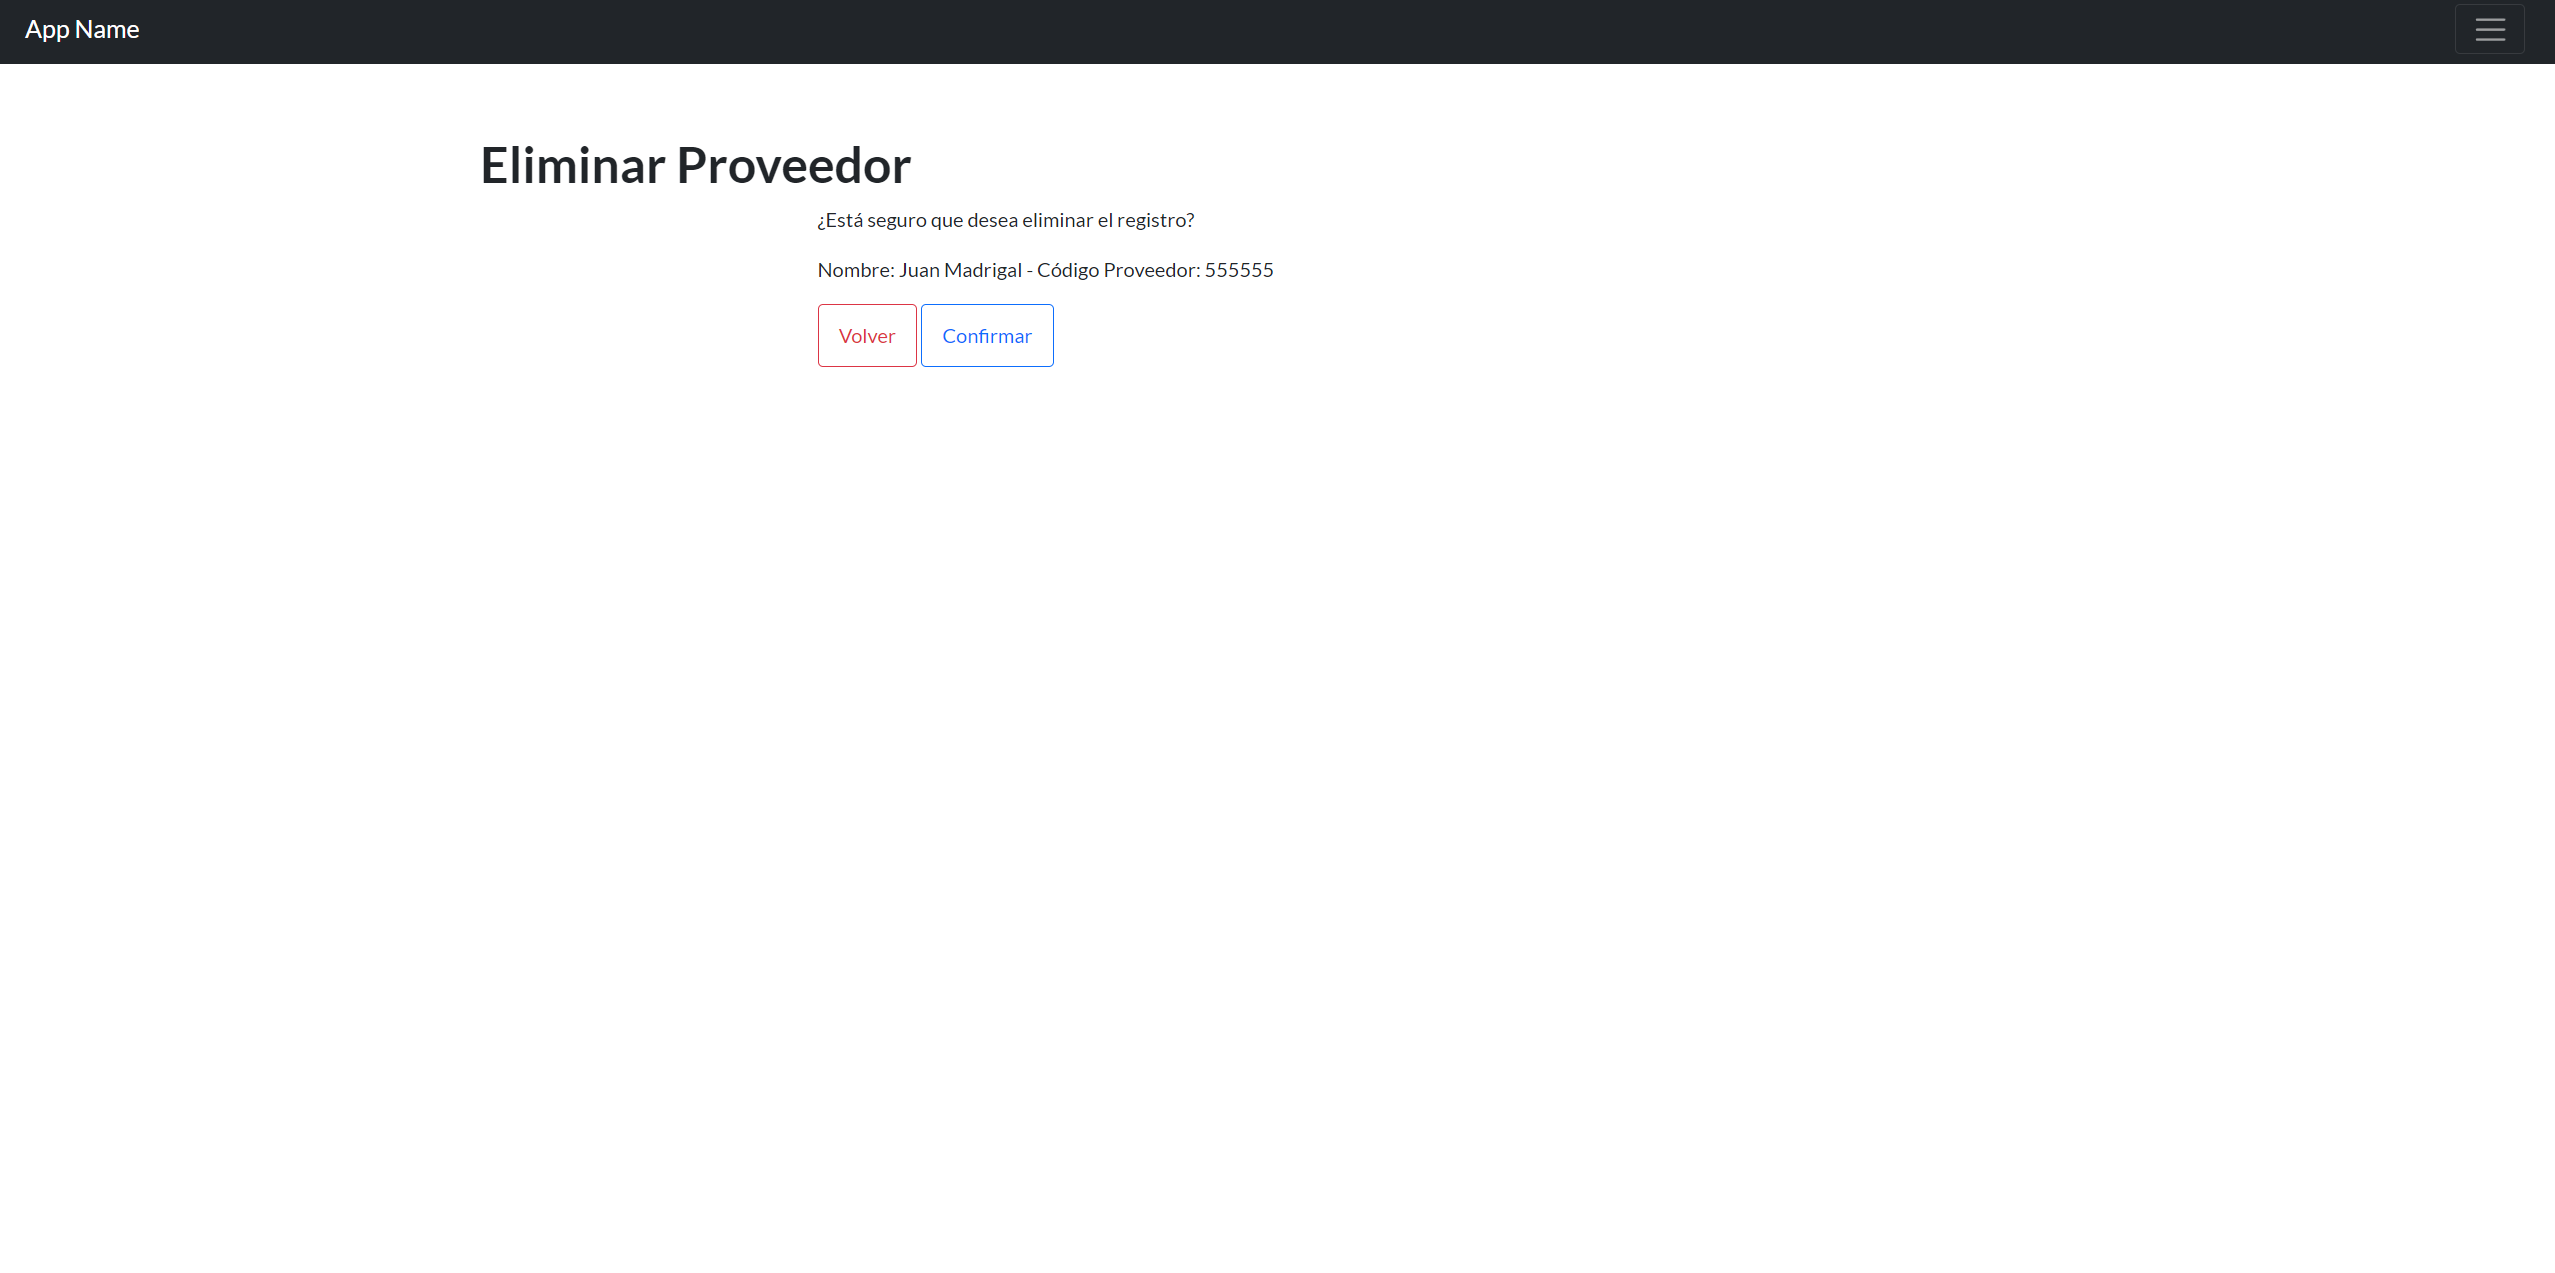 App Name
Eliminar Proveedor
¿Está seguro que desea eliminar el registro?
Nombre: Juan Madrigal - Código Proveedor: 555555
Volver Confirmar